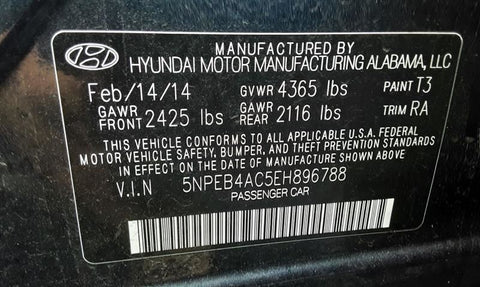 MANUFACTURED BY
HYUNDAI MOTOR MANUFACTURING ALABAMA, LLC
Feb/14/14 GVWR 4365 lbs PAINT T3
GAWR FRONT 2425 lbs GAWR REAR 2116 lbs TRIM RA
THIS VEHICLE CONFORMS TO ALL APPLICABLE U.S.A. FEDERAL
MOTOR VEHICLE SAFETY, BUMPER, AND THEFT PREVENTION STANDARDS
IN EFFECT ON THE DATE OF MANUFACTURE SHOWN ABOVE.
V.I.N 5NPEB4AC5EH896788
PASSENGER CAR